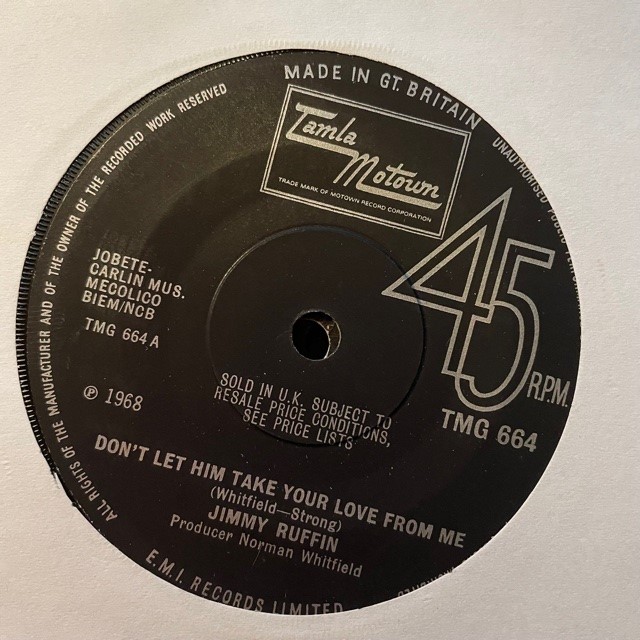 MADE IN GT. BRITAIN
Tamla
Motown
TRADE MARK OF MOTOWN RECORD CORPORATION
ALL RIGHTS OF THE MANUFACTURER AND OF THE OWNER OF THE RECORDED WORK RESERVED
UNAUTHORISED PUBLIC
45
R.P.M.
TMG 664
JOBETE-
CARLIN MUS.
MECOLICO
BIEM/NCB
TMG 664 A
℗ 1968
SOLD IN U.K. SUBJECT TO
RESALE PRICE CONDITIONS,
SEE PRICE LISTS
DON'T LET HIM TAKE YOUR LOVE FROM ME
(Whitfield—Strong)
JIMMY RUFFIN
Producer Norman Whitfield
E.M.I. RECORDS LIMITED